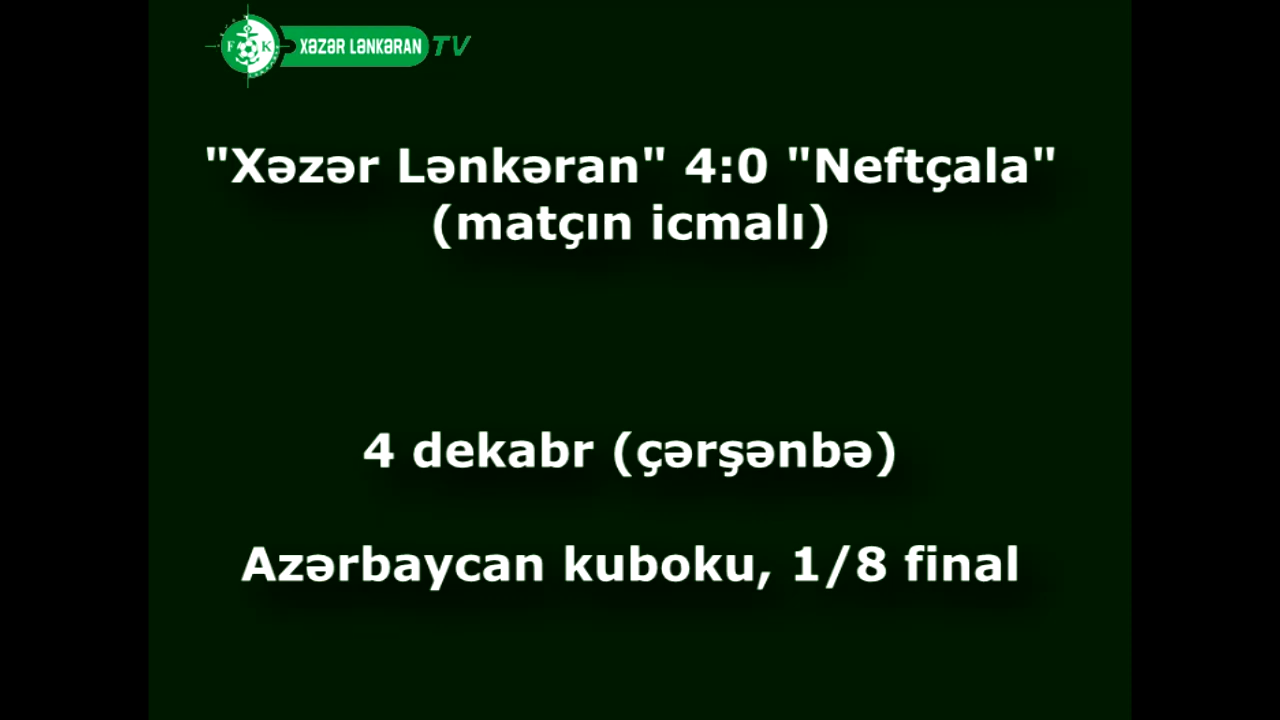 F K XƏZƏR LƏNKƏRAN TV
"Xəzər Lənkəran" 4:0 "Neftçala"
(matçın icmalı)
4 dekabr (çərşənbə)
Azərbaycan kuboku, 1/8 final